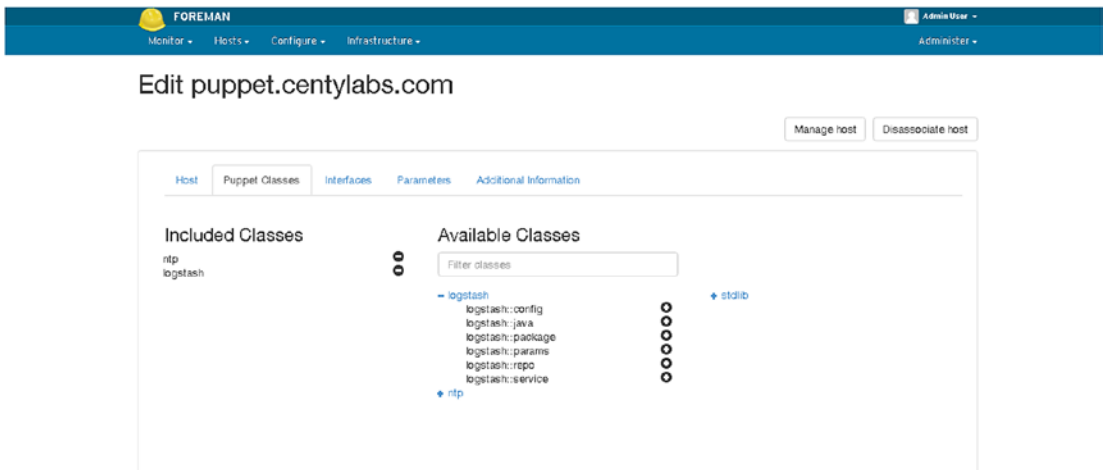 FOREMAN
Admin User
Monitor Hosts Configure Infrastructure
Administer
Edit puppet.centylabs.com
Manage host Disassociate host
Host Puppet Classes Interfaces Parameters Additional Information
Included Classes
ntp
logstash
Available Classes
Filter classes
logstash
logstash::config
logstash::java
logstash::package
logstash::params
logstash::repo
logstash::service
ntp
stdlib